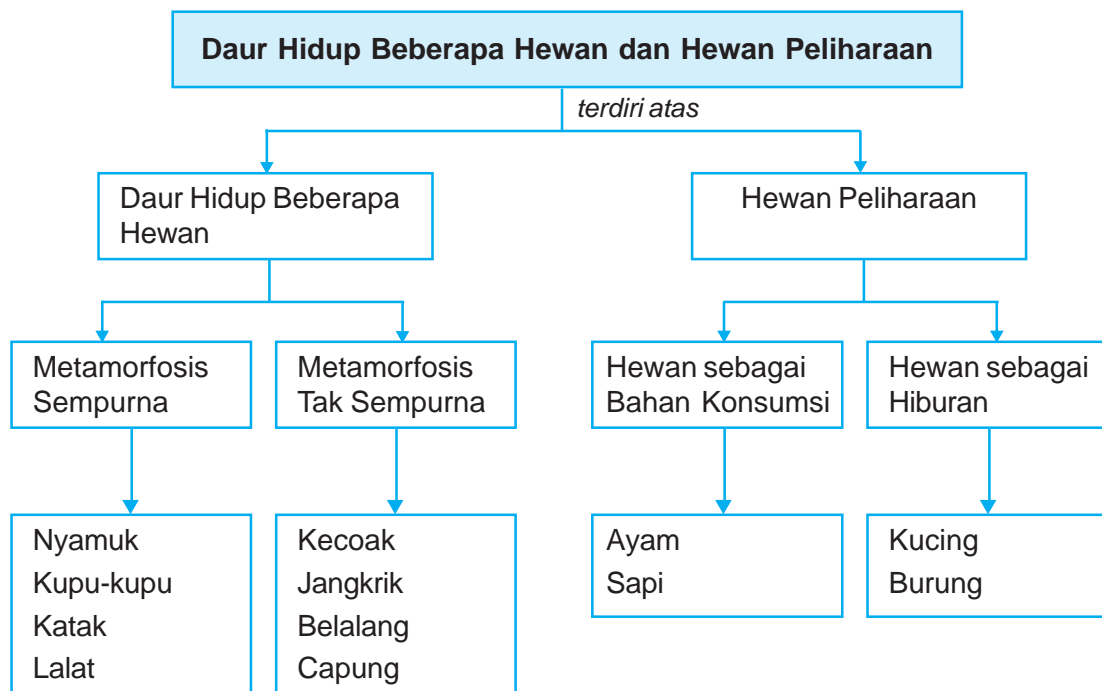 Daur Hidup Beberapa Hewan dan Hewan Peliharaan
terdiri atas
Daur Hidup Beberapa
Hewan
Hewan Peliharaan
Metamorfosis
Sempurna
Metamorfosis
Tak Sempurna
Hewan sebagai
Bahan Konsumsi
Hewan sebagai
Hiburan
Nyamuk
Kupu-kupu
Katak
Lalat
Kecoak
Jangkrik
Belalang
Capung
Ayam
Sapi
Kucing
Burung